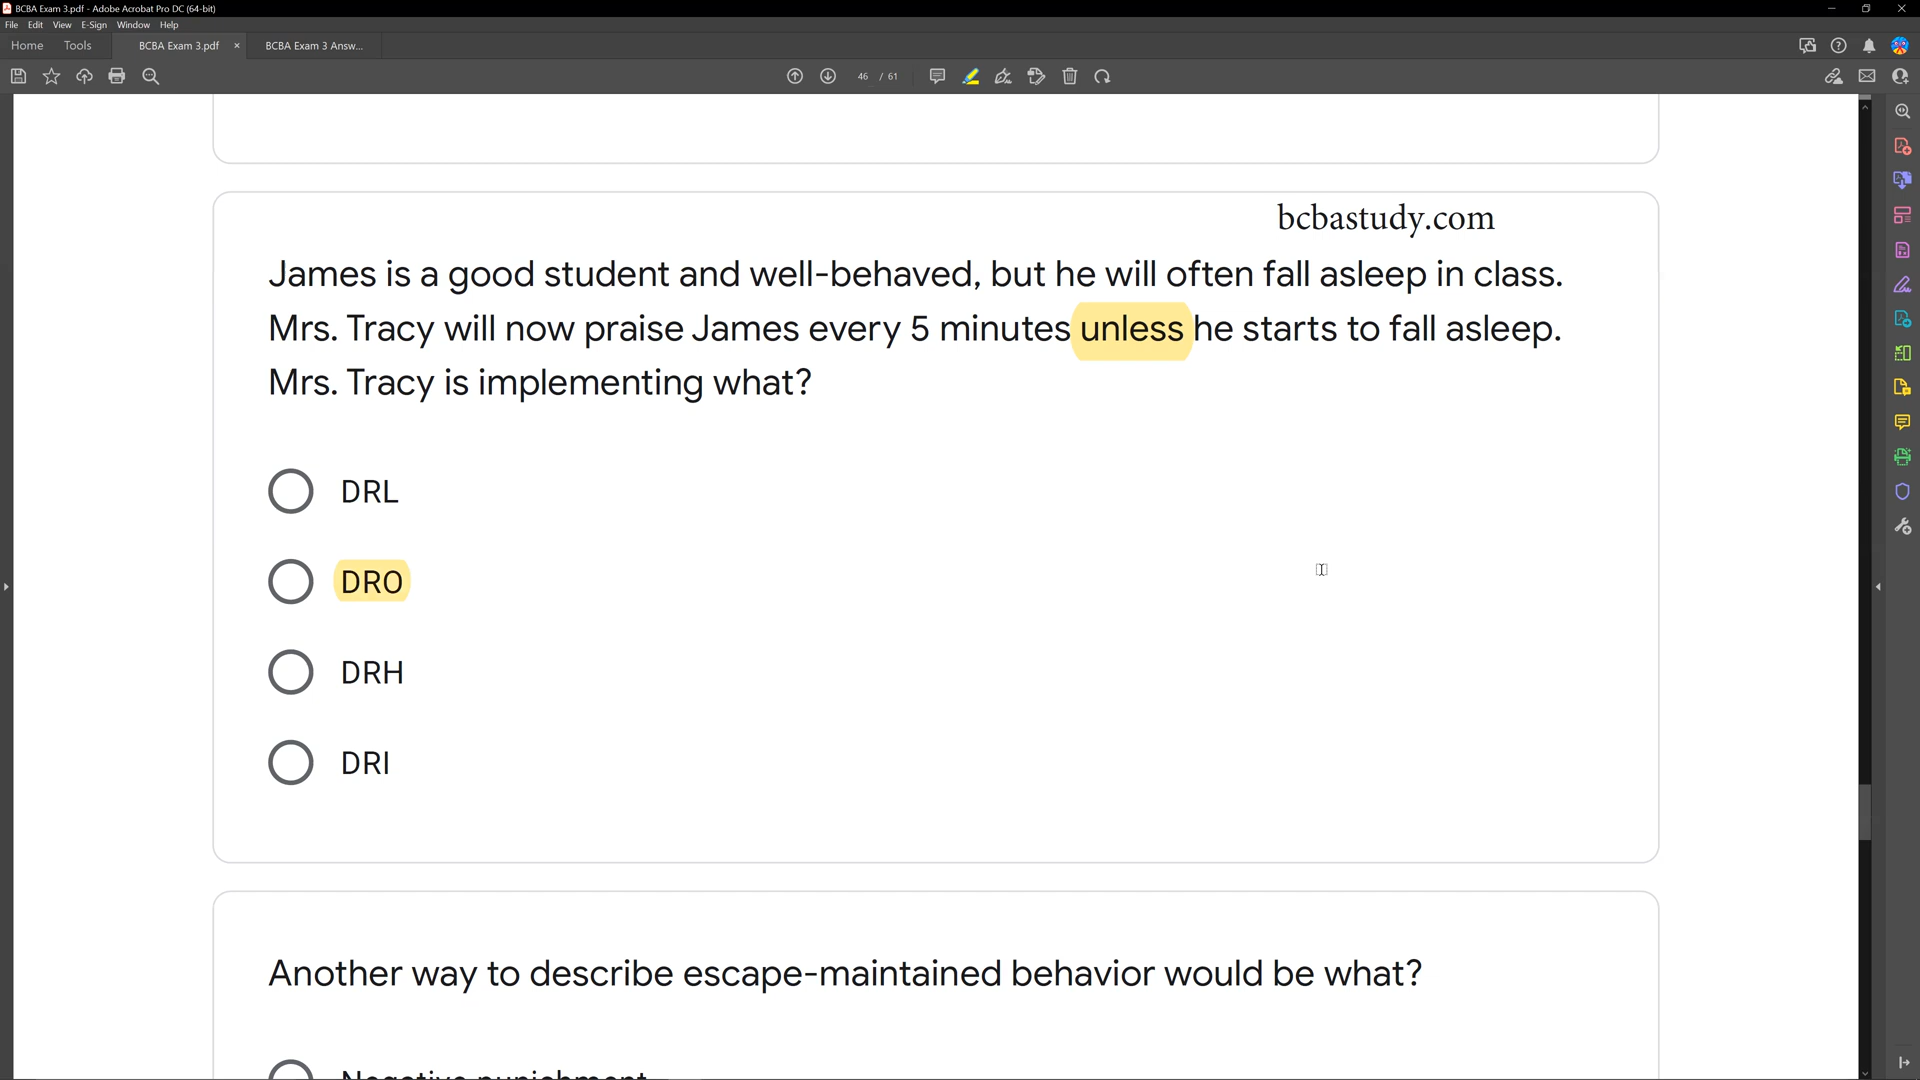 BCBA Exam 3.pdf - Adobe Acrobat Pro DC (64-bit)
File Edit View E-Sign Window Help
Home Tools BCBA Exam 3.pdf × BCBA Exam 3 Answ...
46 / 61
bcbastudy.com
James is a good student and well-behaved, but he will often fall asleep in class.
Mrs. Tracy will now praise James every 5 minutes unless he starts to fall asleep.
Mrs. Tracy is implementing what?
DRL
DRO
DRH
DRI
Another way to describe escape-maintained behavior would be what?
Negative punishment